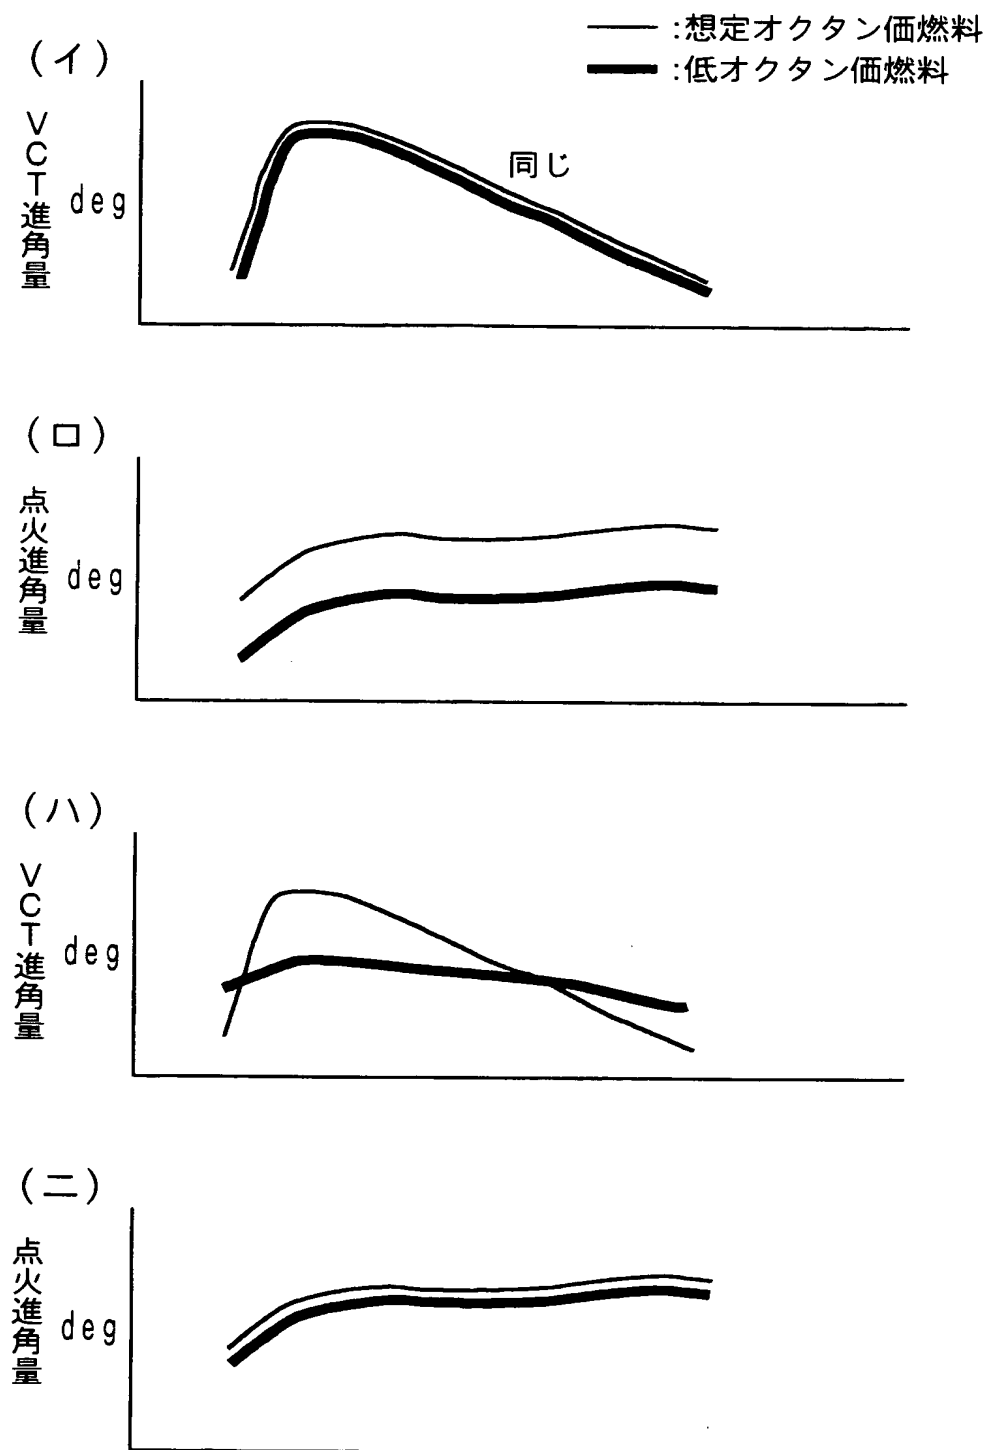 ―― :想定オクタン価燃料
━━ :低オクタン価燃料
(イ)
VCT進角量 deg
同じ
(ロ)
点火進角量 deg
(ハ)
VCT進角量 deg
(ニ)
点火進角量 deg